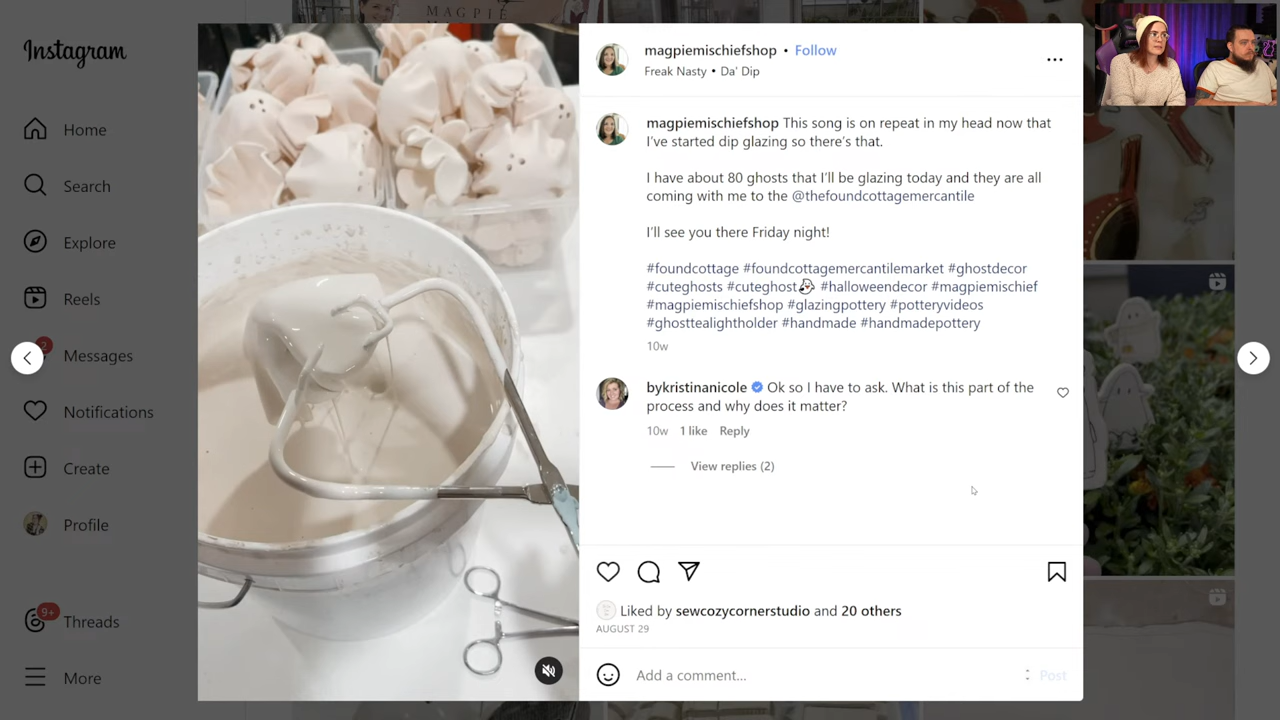 MAGPIE
Instagram
Home
Search
Explore
Reels
2
Messages
Notifications
Create
Profile
9+
Threads
More
magpiemischiefshop • Follow
Freak Nasty • Da' Dip
magpiemischiefshop This song is on repeat in my head now that
I've started dip glazing so there's that.
I have about 80 ghosts that I'll be glazing today and they are all
coming with me to the @thefoundcottagemercantile
I'll see you there Friday night!
#foundcottage #foundcottagemercantilemarket #ghostdecor
#cuteghosts #cuteghost👻 #halloweendecor #magpiemischief
#magpiemischiefshop #glazingpottery #potteryvideos
#ghosttealightholder #handmade #handmadepottery
10w
bykristinanicole Ok so I have to ask. What is this part of the
process and why does it matter?
10w 1 like Reply
View replies (2)
Liked by sewcozycornerstudio and 20 others
AUGUST 29
Add a comment...
Post